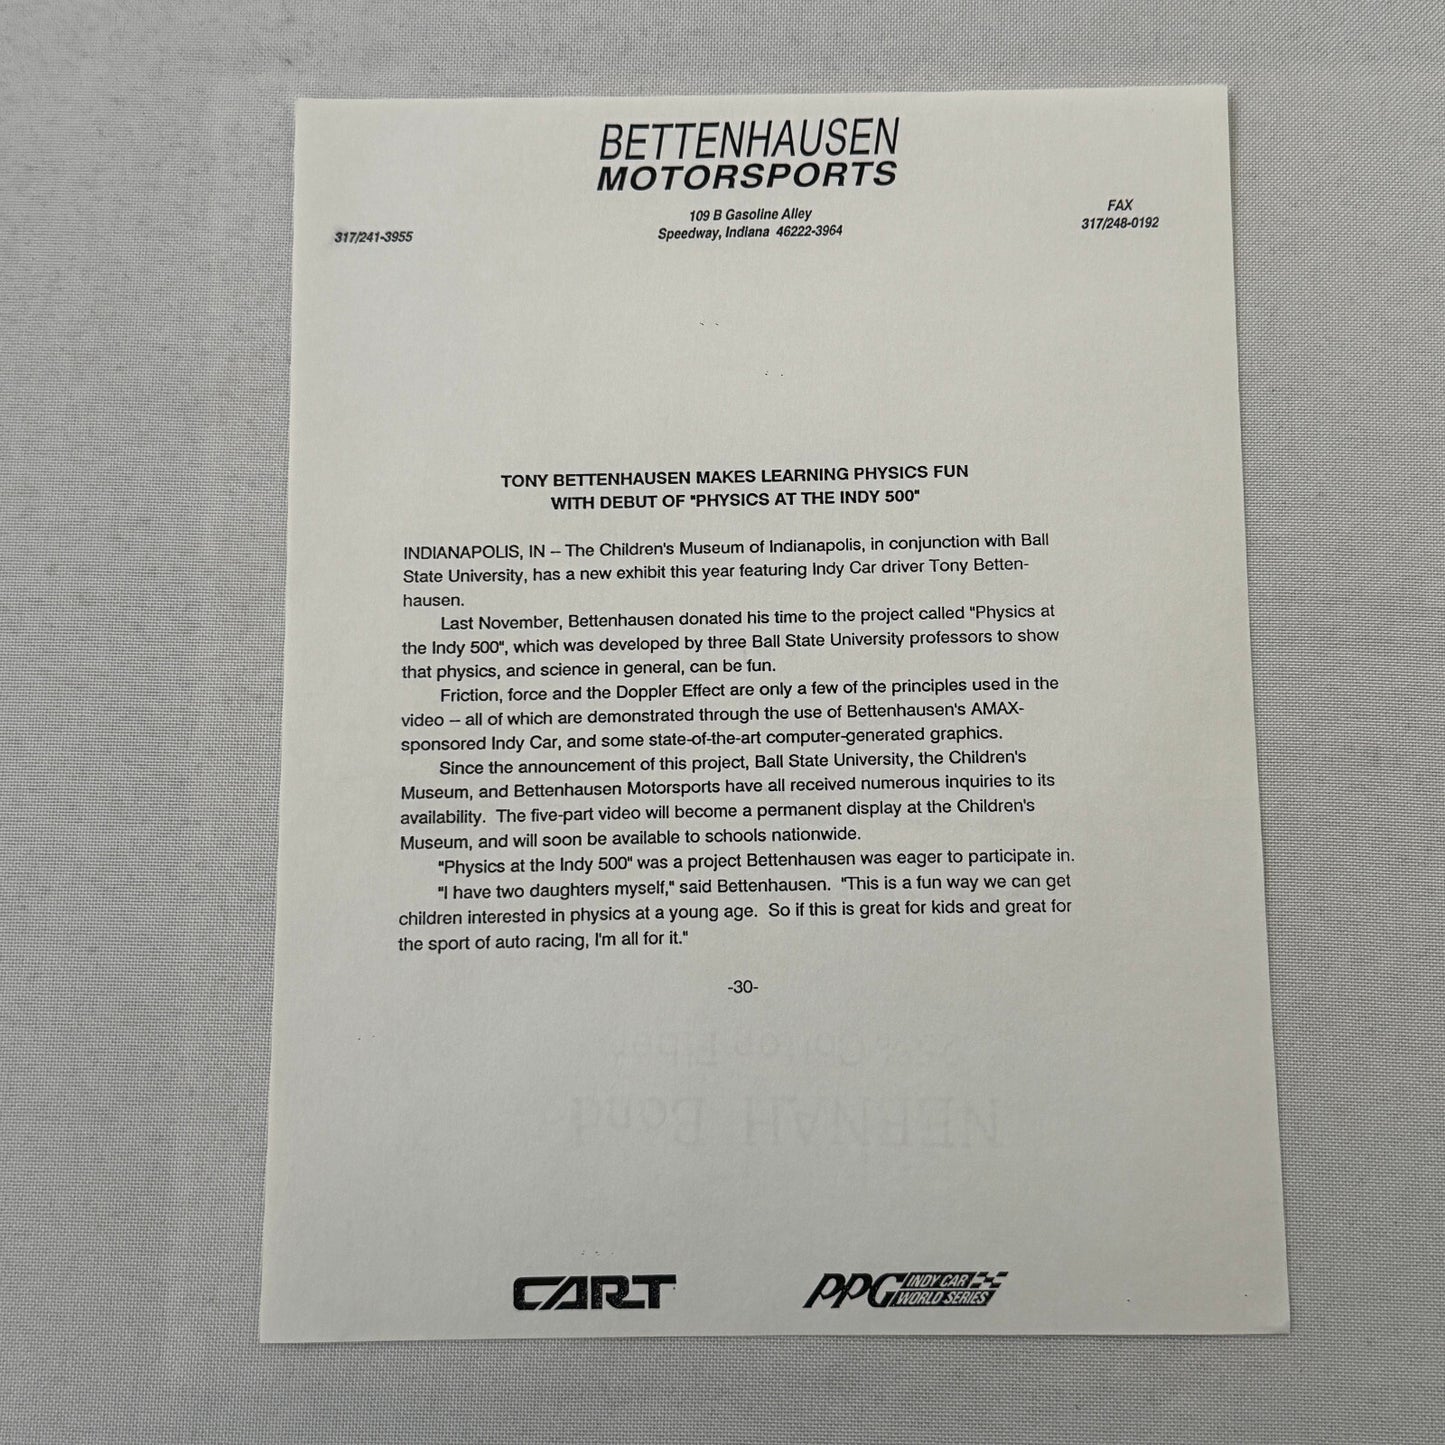 BETTENHAUSEN
MOTORSPORTS
109 B Gasoline Alley
Speedway, Indiana 46222-3964
317/241-3955
FAX
317/248-0192
TONY BETTENHAUSEN MAKES LEARNING PHYSICS FUN
WITH DEBUT OF "PHYSICS AT THE INDY 500"
INDIANAPOLIS, IN -- The Children's Museum of Indianapolis, in conjunction with Ball
State University, has a new exhibit this year featuring Indy Car driver Tony Betten-
hausen.
Last November, Bettenhausen donated his time to the project called "Physics at
the Indy 500", which was developed by three Ball State University professors to show
that physics, and science in general, can be fun.
Friction, force and the Doppler Effect are only a few of the principles used in the
video -- all of which are demonstrated through the use of Bettenhausen's AMAX-
sponsored Indy Car, and some state-of-the-art computer-generated graphics.
Since the announcement of this project, Ball State University, the Children's
Museum, and Bettenhausen Motorsports have all received numerous inquiries to its
availability. The five-part video will become a permanent display at the Children's
Museum, and will soon be available to schools nationwide.
"Physics at the Indy 500" was a project Bettenhausen was eager to participate in.
"I have two daughters myself," said Bettenhausen. "This is a fun way we can get
children interested in physics at a young age. So if this is great for kids and great for
the sport of auto racing, I'm all for it."
-30-
CART
PPG INDY CAR
WORLD SERIES